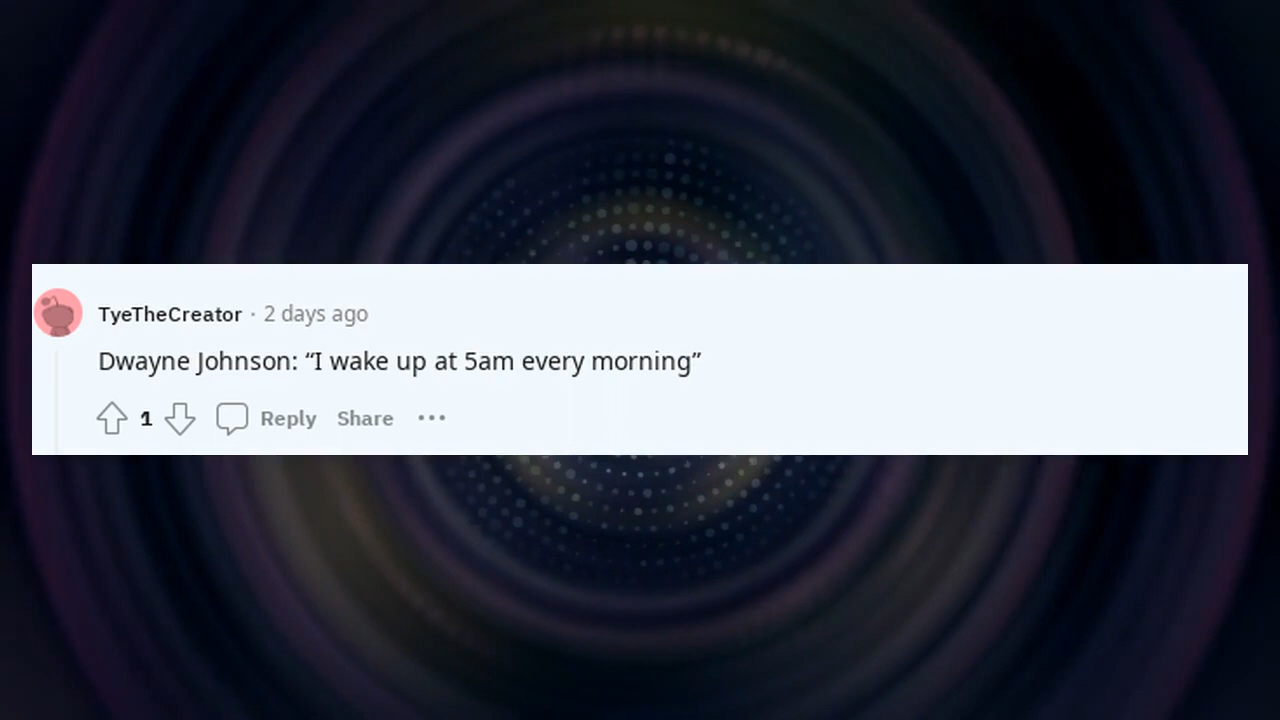 TyeTheCreator · 2 days ago
Dwayne Johnson: “I wake up at 5am every morning”
1 Reply Share